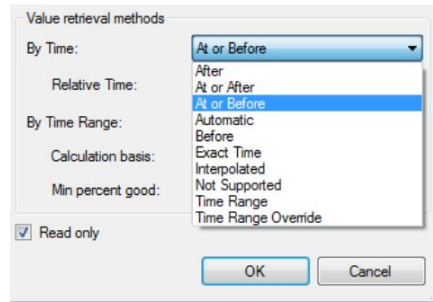 Value retrieval methods
By Time: At or Before
After
Relative Time: At or After
At or Before
By Time Range: Automatic
Before
Calculation basis: Exact Time
Interpolated
Min percent good: Not Supported
Time Range
Read only Time Range Override
OK Cancel